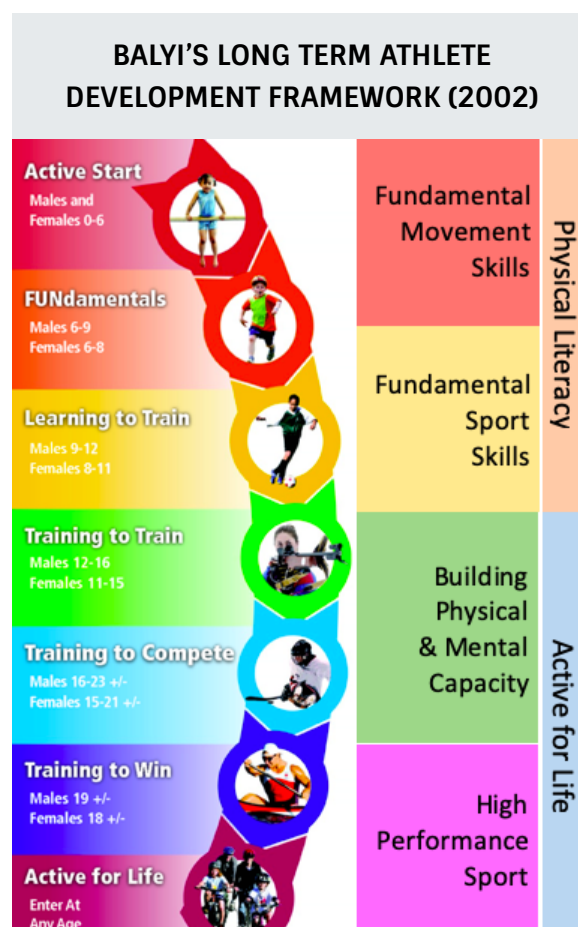 BALYI'S LONG TERM ATHLETE
DEVELOPMENT FRAMEWORK (2002)
Active Start
Males and
Females 0-6
FUNdamentals
Males 6-9
Females 6-8
Learning to Train
Males 9-12
Females 8-11
Training to Train
Males 12-16
Females 11-15
Training to Compete
Males 16-23 +/-
Females 15-21 +/-
Training to Win
Males 19 +/-
Females 18 +/-
Active for Life
Enter At
Any Age
Fundamental
Movement
Skills
Fundamental
Sport
Skills
Building
Physical
& Mental
Capacity
High
Performance
Sport
Physical Literacy
Active for Life